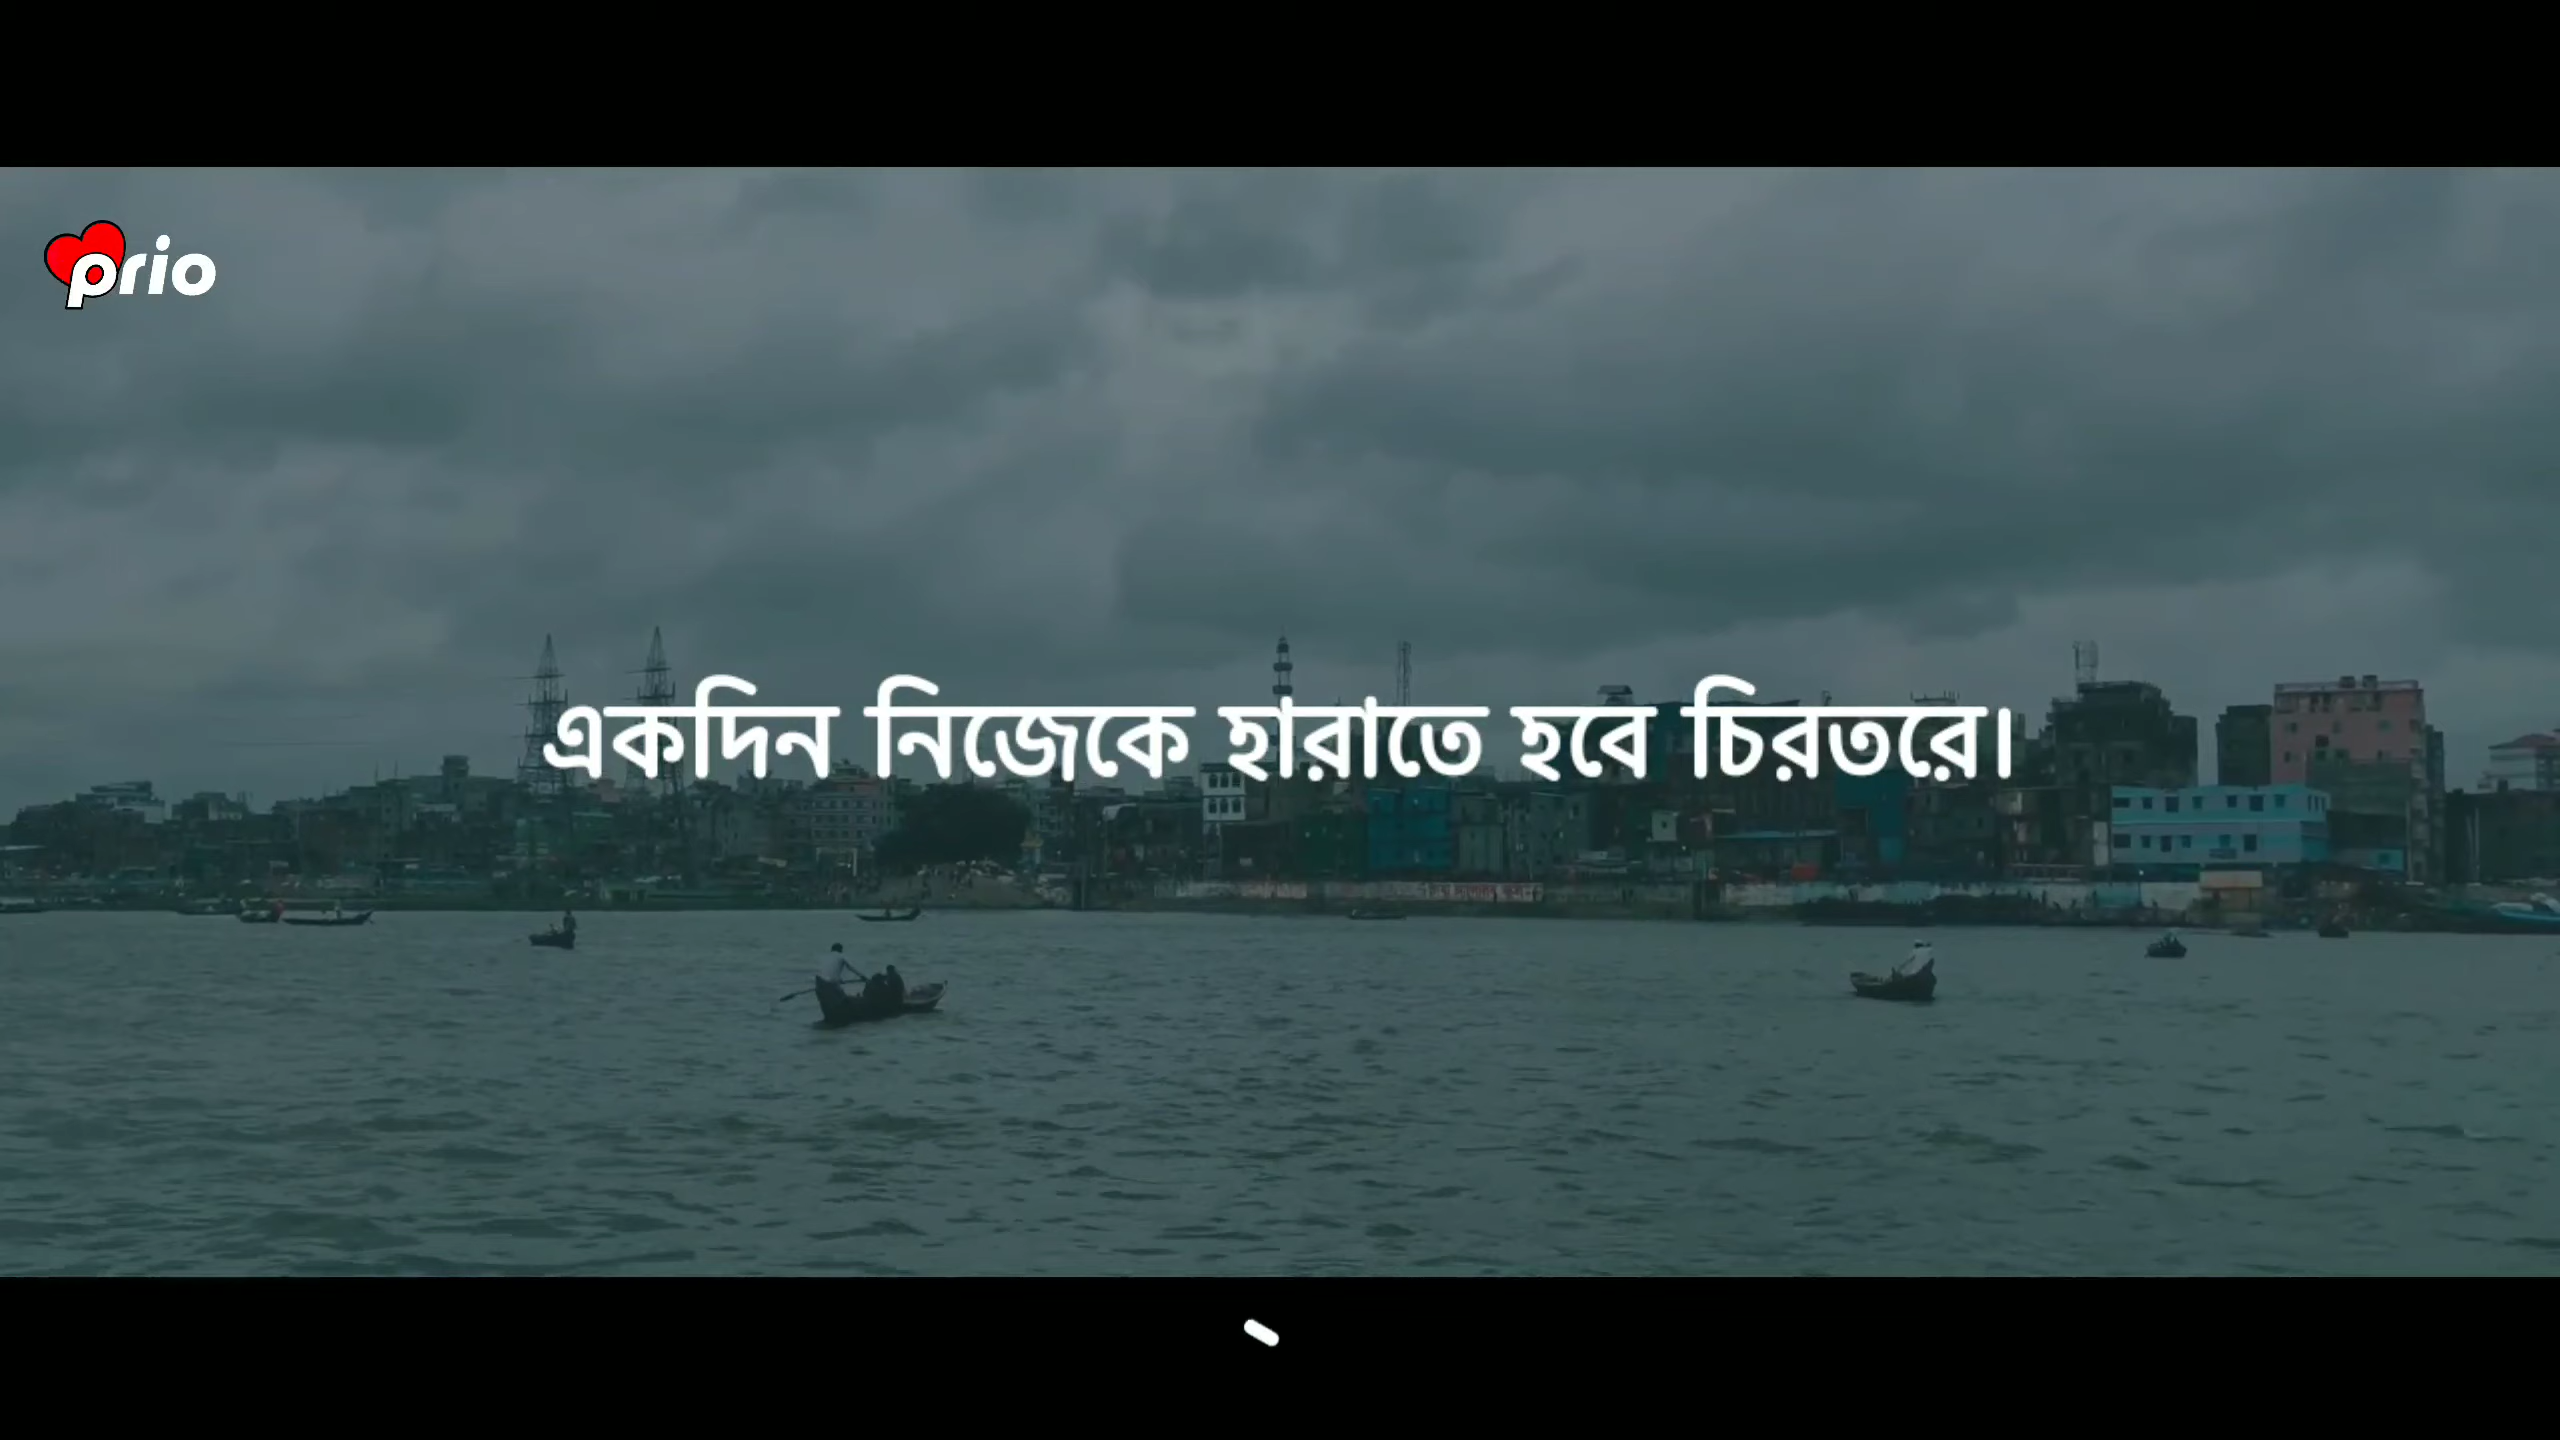 prio
একদিন নিজেকে হারাতে হবে চিরতরে।